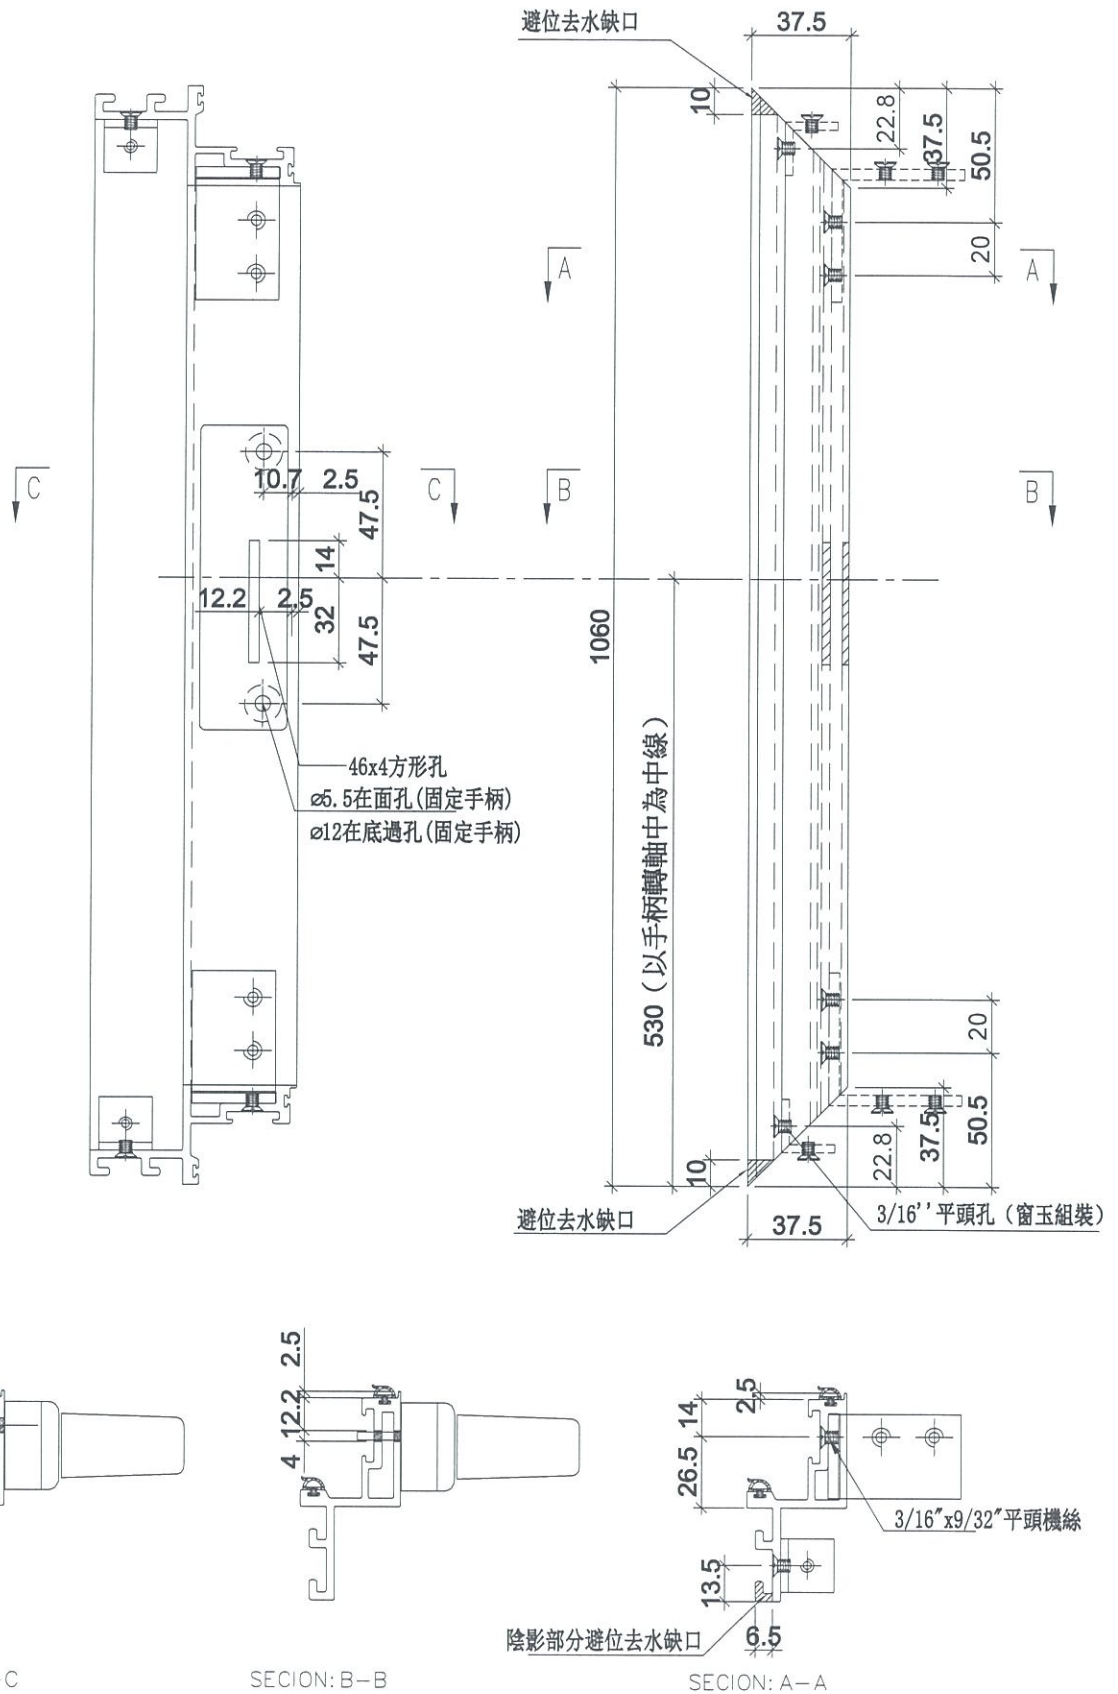 避位去水缺口
37.5
10
22.8
37.5
50.5
20
A
A
C
C
B
B
10.7
2.5
47.5
14
12.2
2.5
32
47.5
1060
530（以手柄轉軸中為中線）
46x4方形孔
⌀5.5在面孔(固定手柄)
⌀12在底過孔(固定手柄)
20
50.5
37.5
22.8
10
避位去水缺口
37.5
3/16''平頭孔（窗玉組裝）
2.5
12.2
4
2.5
14
26.5
13.5
6.5
3/16"x9/32"平頭機絲
陰影部分避位去水缺口
-C
SECION:B-B
SECION:A-A